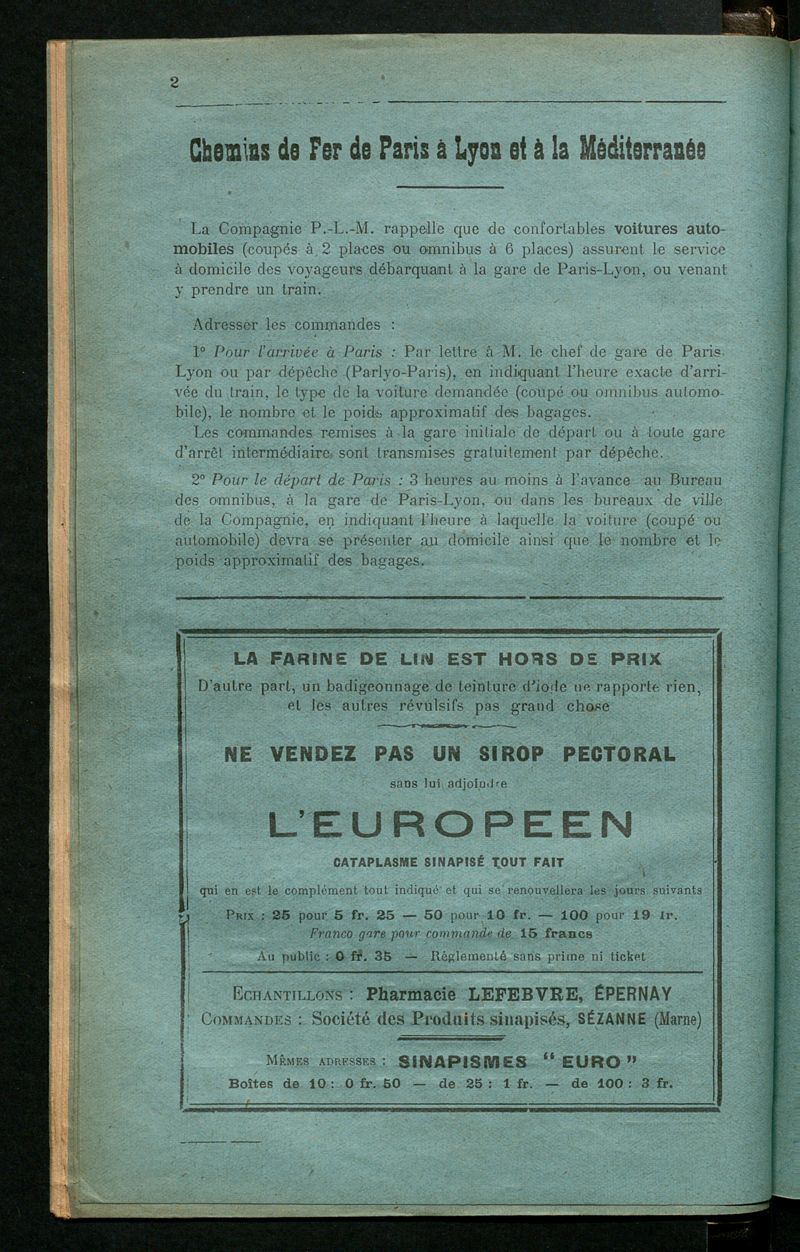 2
Chemins de Fer de Paris à Lyon et à la Méditerranée
La Compagnie P.-L.-M. rappelle que de confortables voitures auto-
mobiles (coupés à 2 places ou omnibus à 6 places) assurent le service
à domicile des voyageurs débarquant à la gare de Paris-Lyon, ou venant
y prendre un train.
Adresser les commandes :
1° Pour l'arrivée à Paris : Par lettre à M. le chef de gare de Paris-
Lyon ou par dépêche (Parlyo-Paris), en indiquant l'heure exacte d'arri-
vée du train, le type de la voiture demandée (coupé ou omnibus automo-
bile), le nombre et le poids approximatif des bagages.
Les commandes remises à la gare initiale de départ ou à toute gare
d'arrêt intermédiaire, sont transmises gratuitement par dépêche.
2° Pour le départ de Paris : 3 heures au moins à l'avance au Bureau
des omnibus, à la gare de Paris-Lyon, ou dans les bureaux de ville
de la Compagnie, en indiquant l'heure à laquelle la voiture (coupé ou
automobile) devra se présenter au domicile ainsi que le nombre et le
poids approximatif des bagages.
LA FARINE DE LIN EST HORS DE PRIX
D'autre part, un badigeonnage de teinture d'iode ne rapporte rien,
et les autres révulsifs pas grand chose
NE VENDEZ PAS UN SIROP PECTORAL
sans lui adjoindre
L'EUROPEEN
CATAPLASME SINAPISÉ TOUT FAIT
qui en est le complément tout indiqué et qui se renouvellera les jours suivants
PRIX : 25 pour 5 fr. 25 — 50 pour 10 fr. — 100 pour 19 fr.
Franco gare pour commande de 15 francs
Au public : 0 fr. 35 — Réglementé sans prime ni ticket
ECHANTILLONS : Pharmacie LEFEBVRE, ÉPERNAY
COMMANDES : Société des Produits sinapisés, SÉZANNE (Marne)
MÊMES ADRESSES : SINAPISMES " EURO "
Boîtes de 10 : 0 fr. 50 — de 25 : 1 fr. — de 100 : 3 fr.